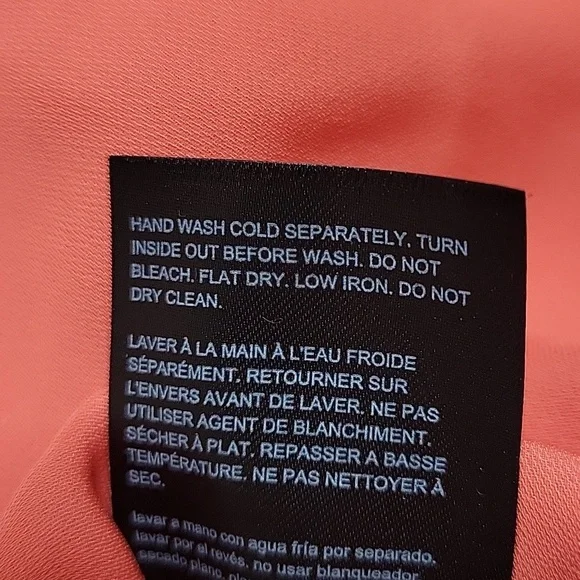 HAND WASH COLD SEPARATELY. TURN
INSIDE OUT BEFORE WASH. DO NOT
BLEACH. FLAT DRY. LOW IRON. DO NOT
DRY CLEAN.
LAVER À LA MAIN À L'EAU FROIDE
SÉPARÉMENT. RETOURNER SUR
L'ENVERS AVANT DE LAVER. NE PAS
UTILISER AGENT DE BLANCHIMENT.
SÉCHER À PLAT. REPASSER A BASSE
TEMPÉRATURE. NE PAS NETTOYER À
SEC.
lavar a mano con agua fría por separado.
lavar por el revés, no usar blanqueador
secado plano,